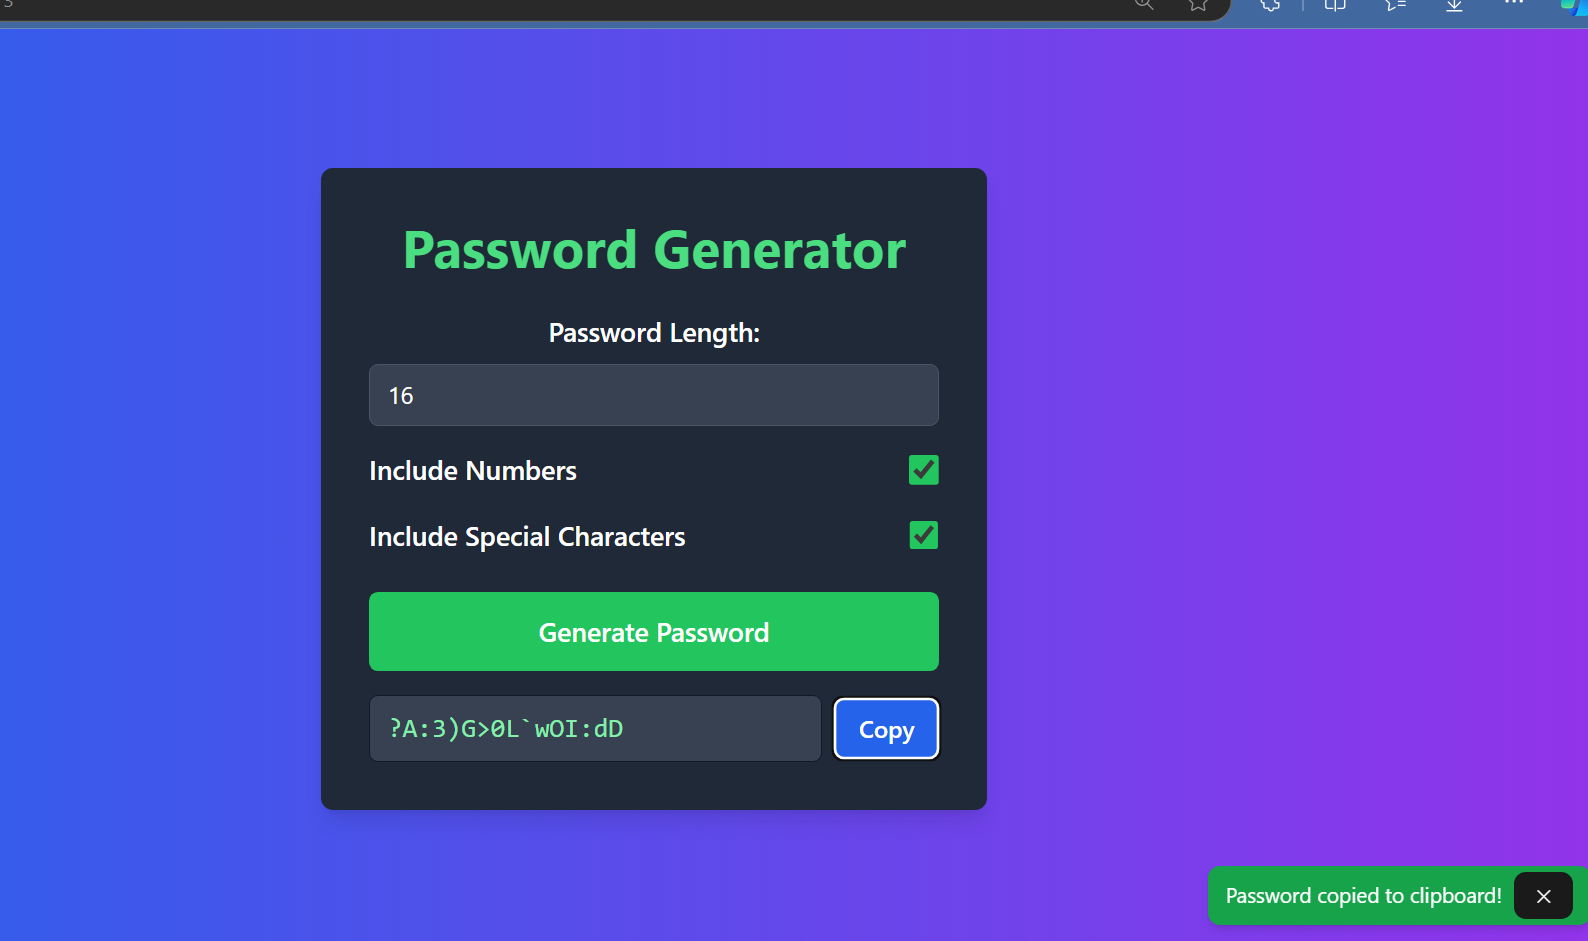 Password Generator
Password Length:
16
Include Numbers
Include Special Characters
Generate Password
?A:3)G>0L`wOI:dD
Copy
Password copied to clipboard!